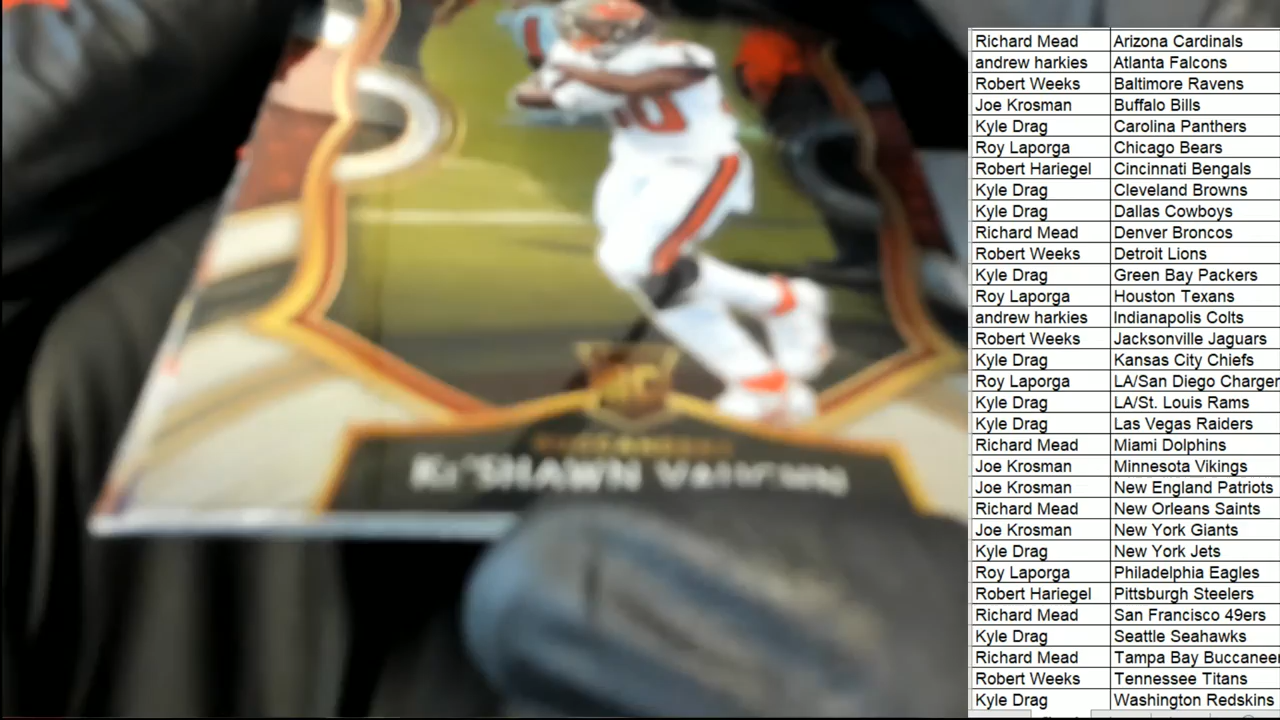 RC
BUCCANEERS
KE'SHAWN VAUGHN
Richard Mead Arizona Cardinals
andrew harkies Atlanta Falcons
Robert Weeks Baltimore Ravens
Joe Krosman Buffalo Bills
Kyle Drag Carolina Panthers
Roy Laporga Chicago Bears
Robert Hariegel Cincinnati Bengals
Kyle Drag Cleveland Browns
Kyle Drag Dallas Cowboys
Richard Mead Denver Broncos
Robert Weeks Detroit Lions
Kyle Drag Green Bay Packers
Roy Laporga Houston Texans
andrew harkies Indianapolis Colts
Robert Weeks Jacksonville Jaguars
Kyle Drag Kansas City Chiefs
Roy Laporga LA/San Diego Charger
Kyle Drag LA/St. Louis Rams
Kyle Drag Las Vegas Raiders
Richard Mead Miami Dolphins
Joe Krosman Minnesota Vikings
Joe Krosman New England Patriots
Richard Mead New Orleans Saints
Joe Krosman New York Giants
Kyle Drag New York Jets
Roy Laporga Philadelphia Eagles
Robert Hariegel Pittsburgh Steelers
Richard Mead San Francisco 49ers
Kyle Drag Seattle Seahawks
Richard Mead Tampa Bay Buccaneer
Robert Weeks Tennessee Titans
Kyle Drag Washington Redskins